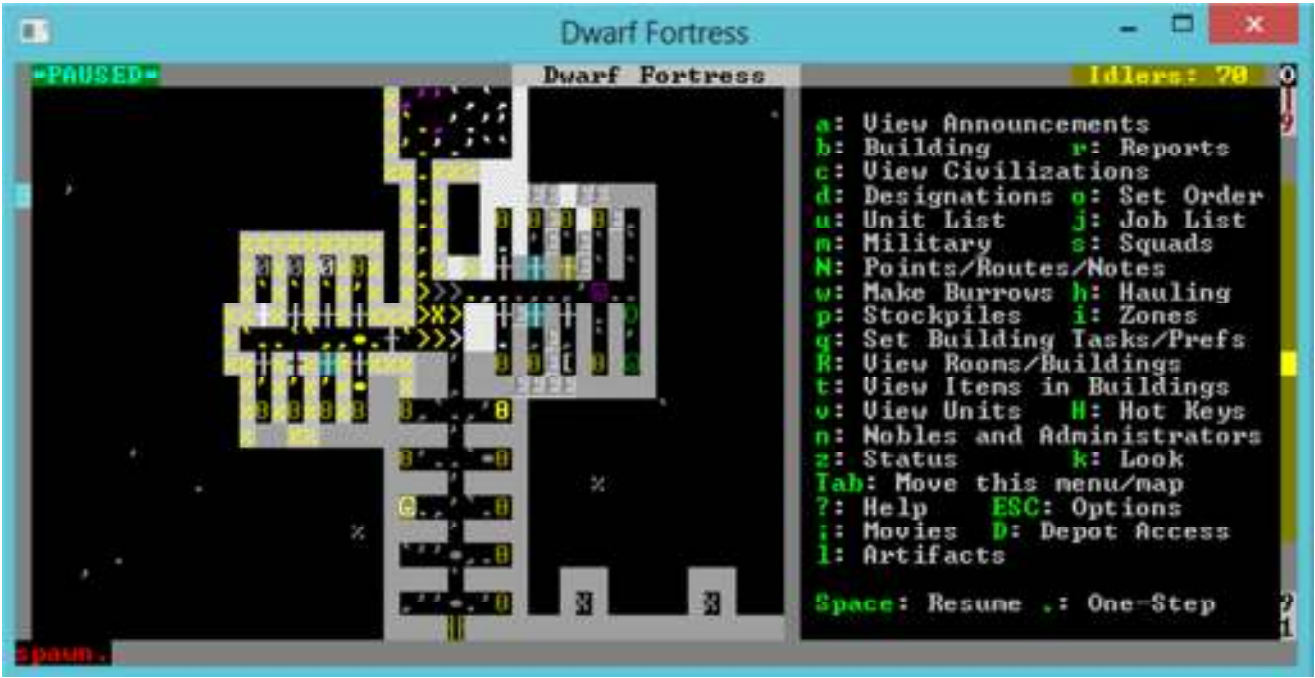 Dwarf Fortress
*PAUSED*
Dwarf Fortress
Idlers: 70
a: View Announcements
b: Building r: Reports
c: View Civilizations
d: Designations o: Set Order
u: Unit List j: Job List
m: Military s: Squads
N: Points/Routes/Notes
w: Make Burrows h: Hauling
p: Stockpiles i: Zones
q: Set Building Tasks/Prefs
R: View Rooms/Buildings
t: View Items in Buildings
v: View Units H: Hot Keys
n: Nobles and Administrators
z: Status k: Look
Tab: Move this menu/map
?: Help ESC: Options
;: Movies D: Depot Access
l: Artifacts
Space: Resume .: One-Step
spawn.